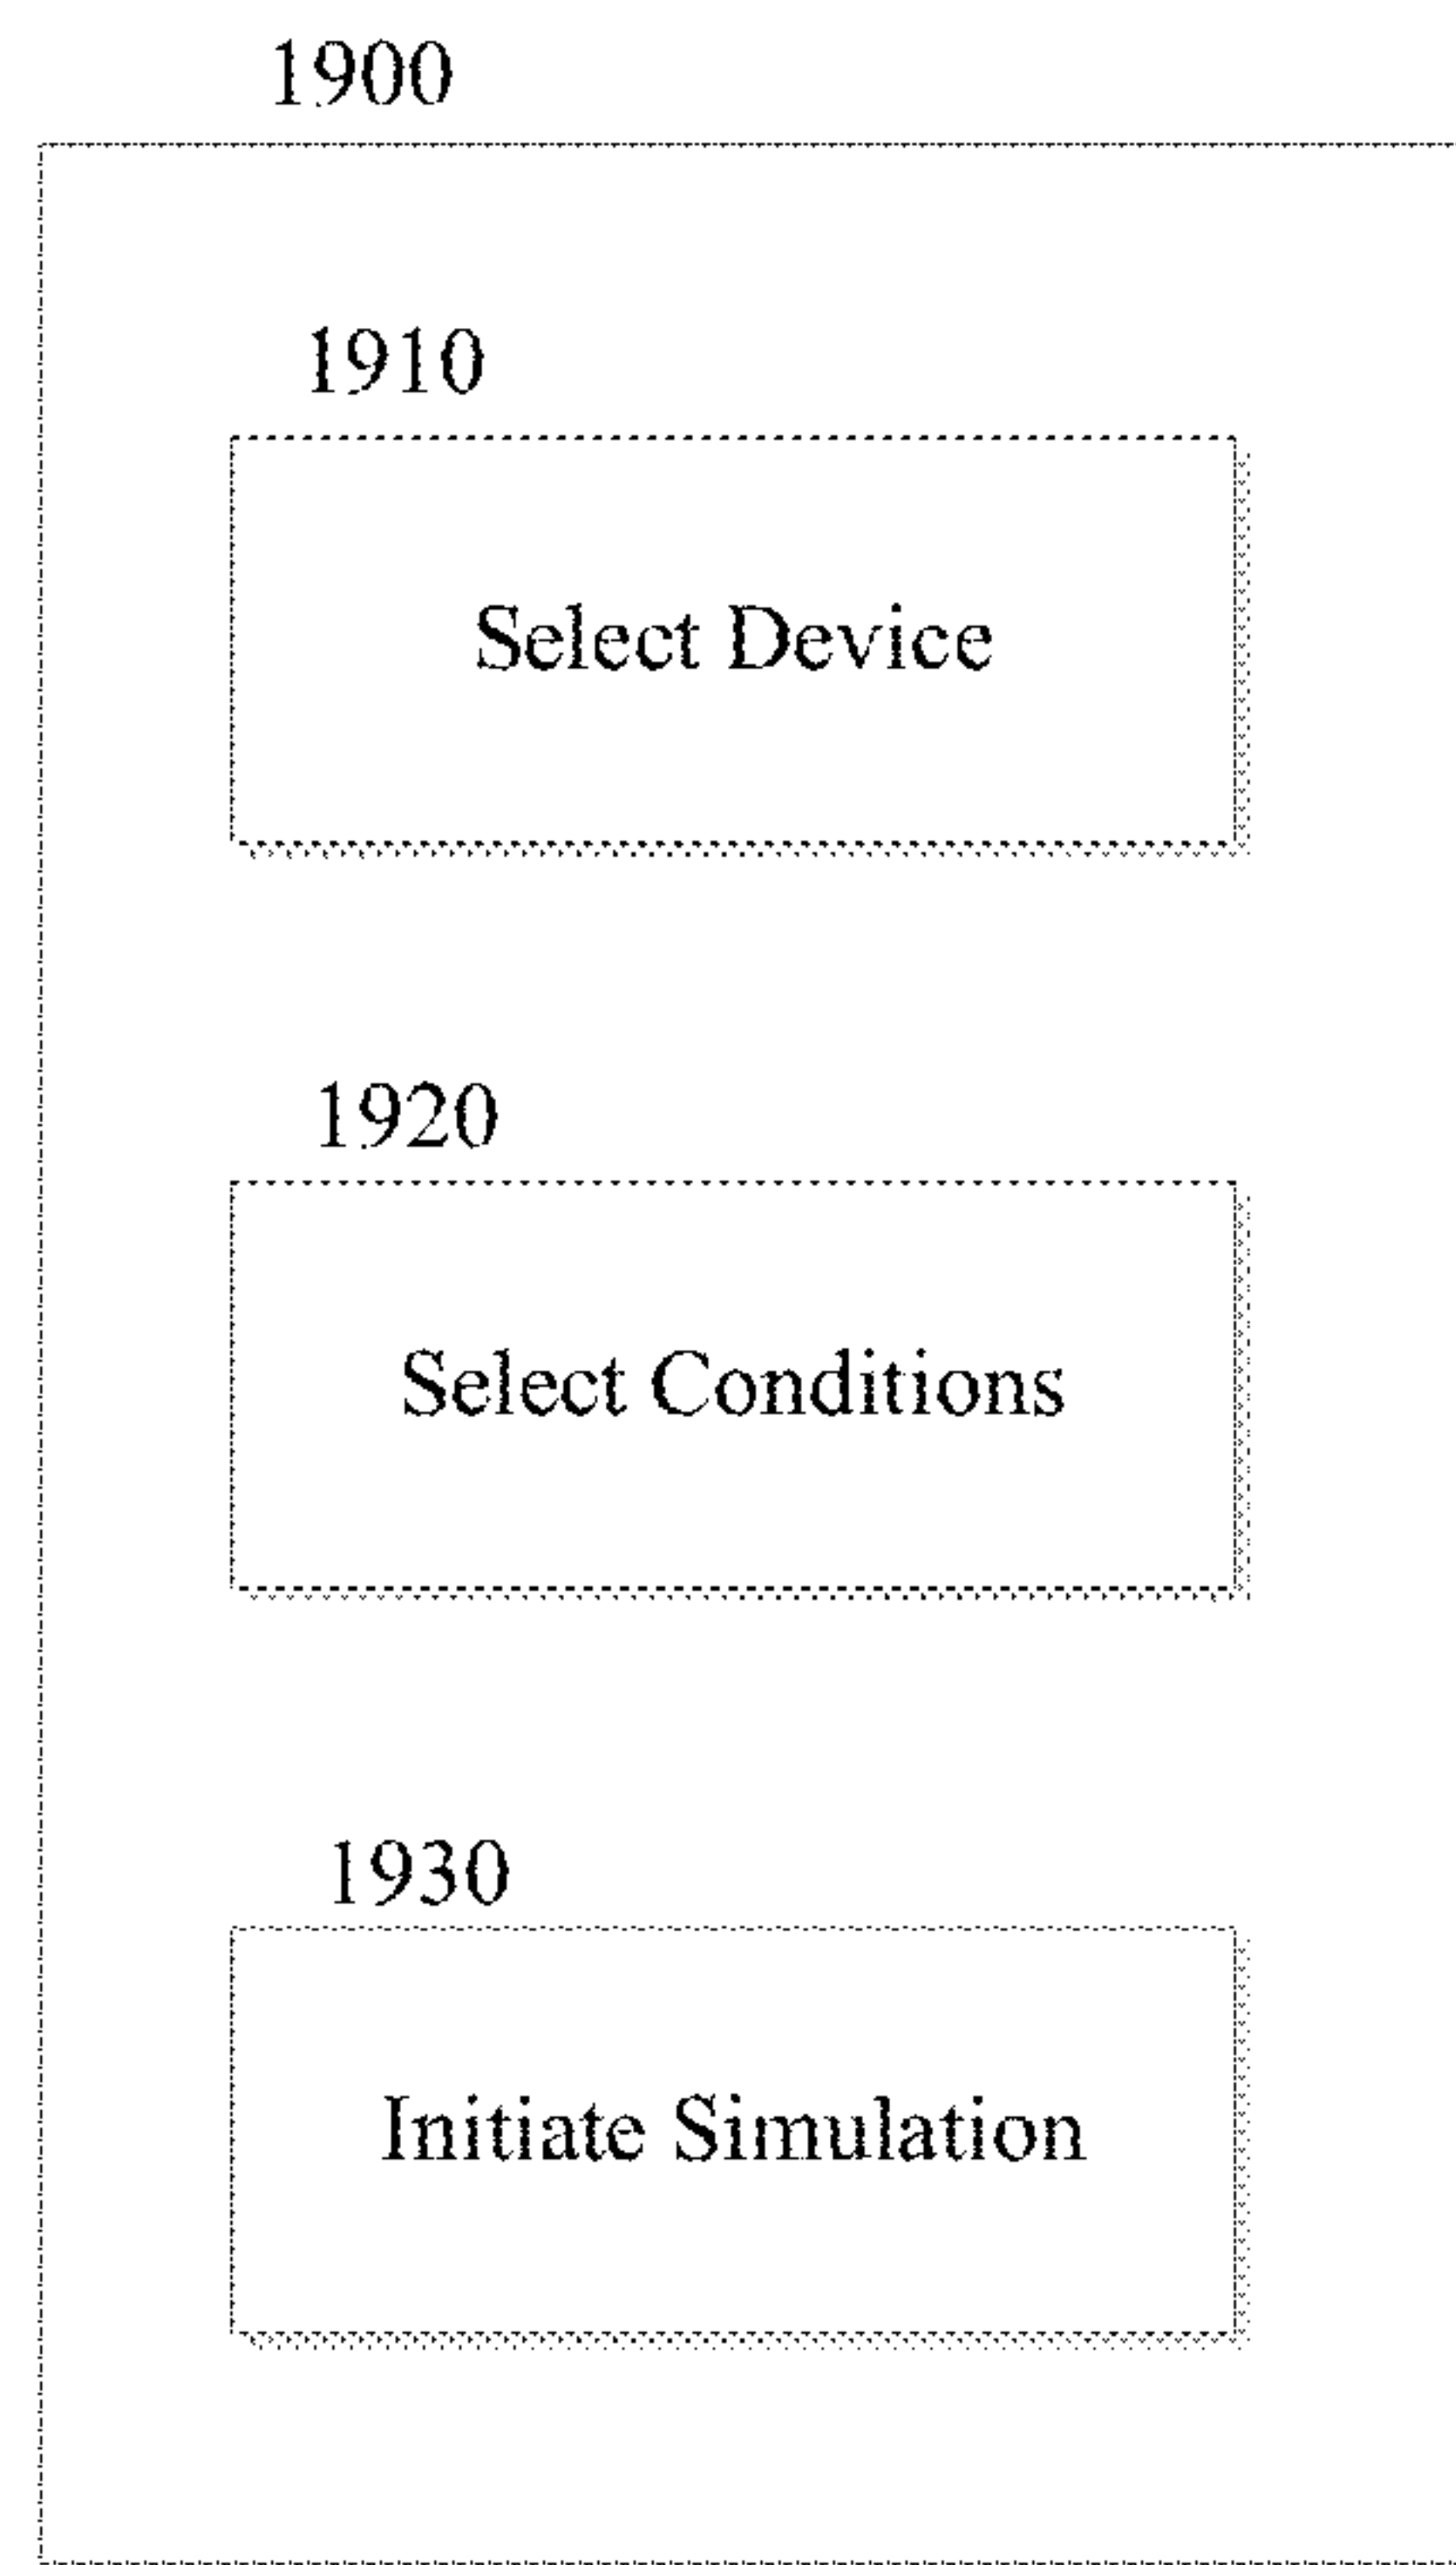 1900
1910
Select Device
1920
Select Conditions
1930
Initiate Simulation